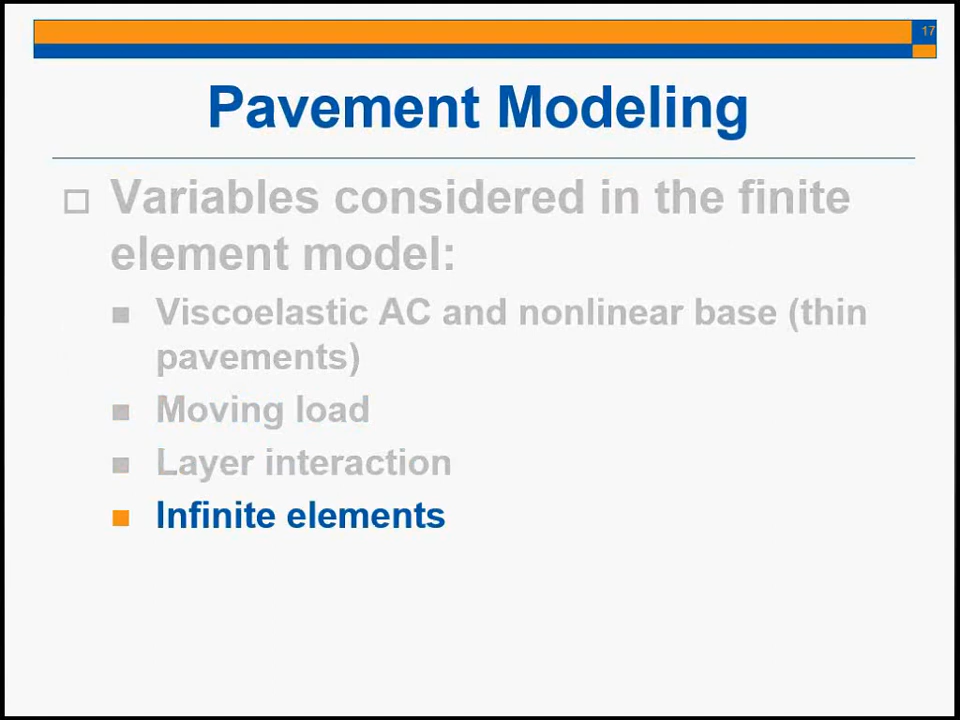 17
Pavement Modeling
Variables considered in the finite
element model:
Viscoelastic AC and nonlinear base (thin
pavements)
Moving load
Layer interaction
Infinite elements